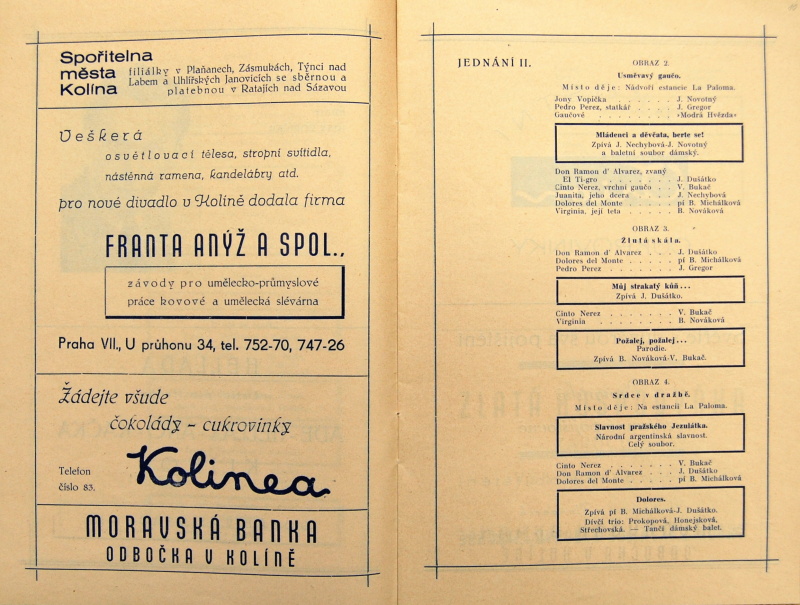 Spořitelna
města
Kolína
filiálky v Plaňanech, Zásmukách, Týnci nad
Labem a Uhlířských Janovicích se sběrnou a
platebnou v Ratajích nad Sázavou
Veškerá
osvětlovací tělesa, stropní svítidla,
nástěnná ramena, kandelábry atd.
pro nové divadlo v Kolíně dodala firma
FRANTA ANÝŽ A SPOL.,
závody pro umělecko-průmyslové
práce kovové a umělecká slévárna
Praha VII., U průhonu 34, tel. 752-70, 747-26
Žádejte všude
čokolády - cukrovinky
Telefon
číslo 83.
Kolinea
MORAVSKÁ BANKA
ODBOČKA V KOLÍNĚ
JEDNÁNÍ II.
OBRAZ 2.
Usměvavý gaučo.
Místo děje: Nádvoří estancie La Paloma.
Jony Vopička . . . . . . J. Novotný
Pedro Perez, statkář . . . . J. Gregor
Gaučové . . . . . . . . »Modrá Hvězda«
Mládenci a děvčata, berte se!
Zpívá J. Nechybová-J. Novotný
a baletní soubor dámský.
Don Ramon d' Alvarez, zvaný
El Ti-gro . . . . . . J. Dušátko
Cinto Nerez, vrchní gaučo . . V. Bukač
Juanita, jeho dcera . . . . . J. Nechybová
Dolores del Monte . . . . . pí B. Michálková
Virginia, její teta . . . . . . B. Nováková
OBRAZ 3.
Žlutá skála.
Don Ramon d' Alvarez . . . J. Dušátko
Dolores del Monte . . . . . pí B. Michálková
Pedro Perez . . . . . . . J. Gregor
Můj strakatý kůň...
Zpívá J. Dušátko.
Cinto Nerez . . . . . . . V. Bukač
Virginia . . . . . . . . B. Nováková
Požalej, požalej...
Parodie.
Zpívá B. Nováková-V. Bukač.
OBRAZ 4.
Srdce v dražbě.
Místo děje: Na estancii La Paloma.
Slavnost pražského Jezulátka.
Národní argentinská slavnost.
Celý soubor.
Cinto Nerez . . . . . . . V. Bukač
Don Ramon d' Alvarez . . . . J. Dušátko
Dolores del Monte . . . . . pí B. Michálková
Dolores.
Zpívá pí B. Michálková-J. Dušátko.
Dívčí trio: Prokopová, Honejsková,
Střechovská. — Tančí dámský balet.